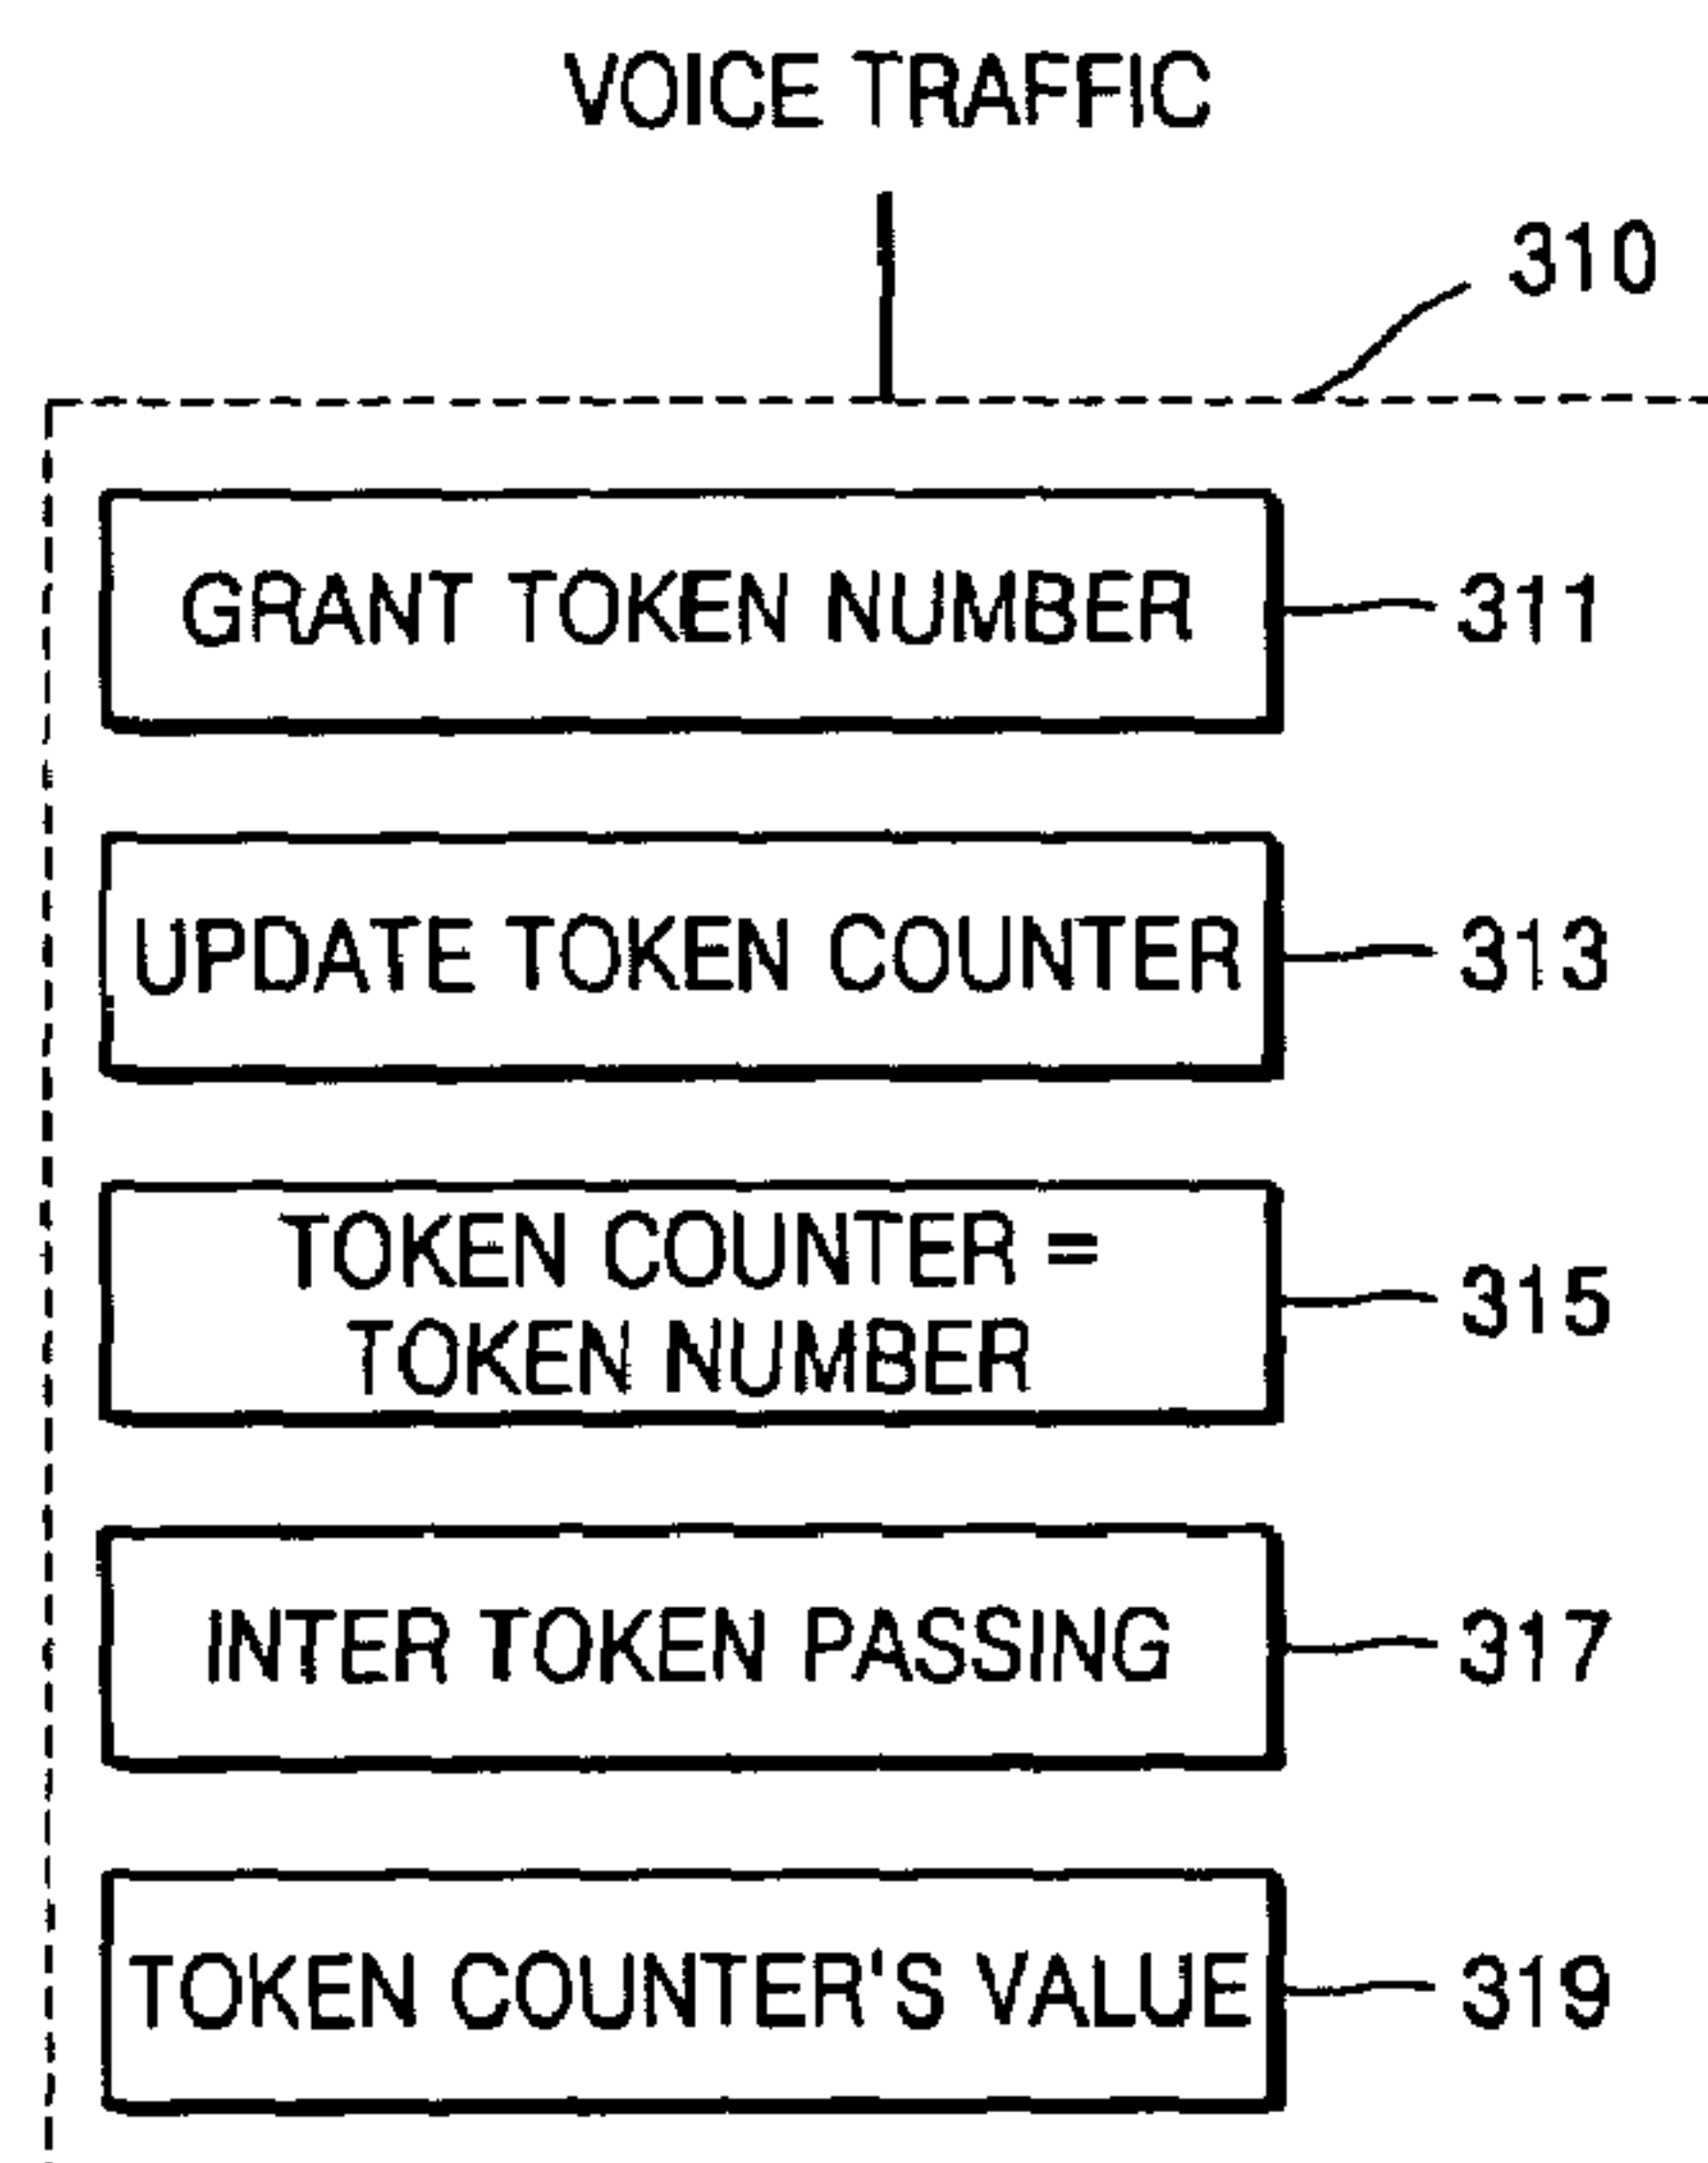 VOICE TRAFFIC
310
GRANT TOKEN NUMBER
311
UPDATE TOKEN COUNTER
313
TOKEN COUNTER =
TOKEN NUMBER
315
INTER TOKEN PASSING
317
TOKEN COUNTER'S VALUE
319